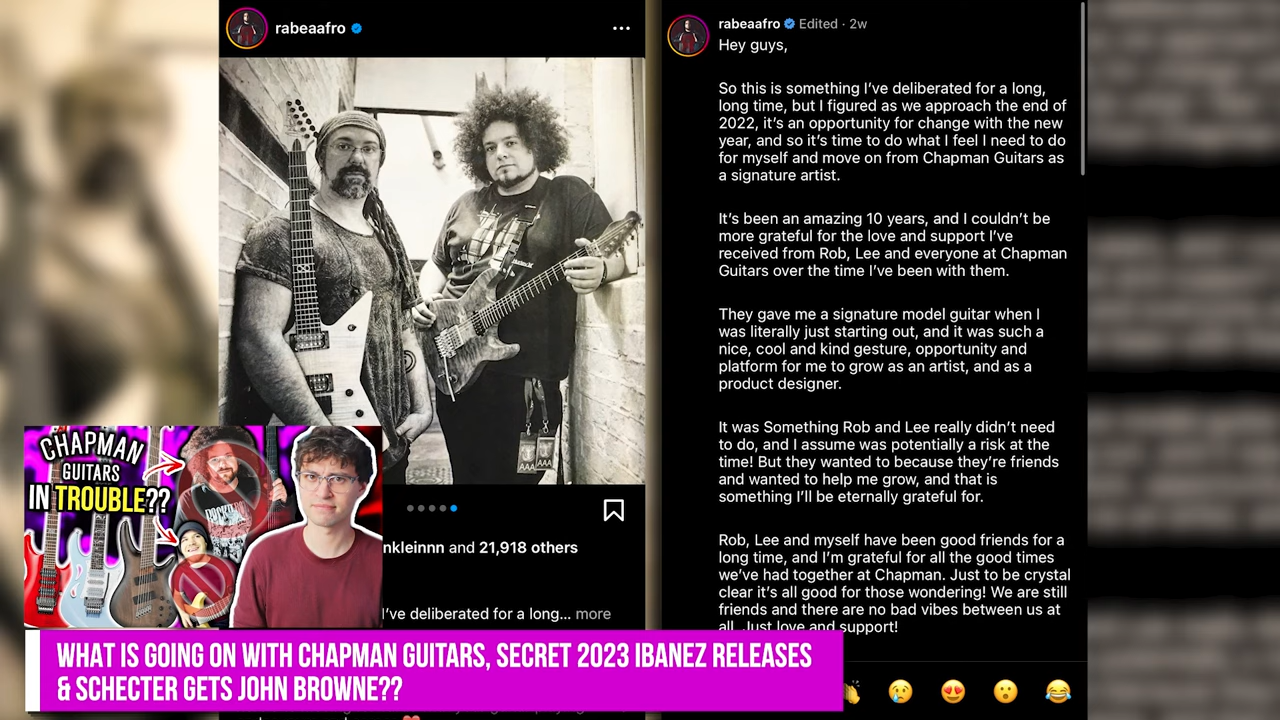 rabeaafro
rabeaafro Edited · 2w
Hey guys,
So this is something I've deliberated for a long,
long time, but I figured as we approach the end of
2022, it's an opportunity for change with the new
year, and so it's time to do what I feel I need to do
for myself and move on from Chapman Guitars as
a signature artist.
It's been an amazing 10 years, and I couldn't be
more grateful for the love and support I've
received from Rob, Lee and everyone at Chapman
Guitars over the time I've been with them.
They gave me a signature model guitar when I
was literally just starting out, and it was such a
nice, cool and kind gesture, opportunity and
platform for me to grow as an artist, and as a
product designer.
It was Something Rob and Lee really didn't need
to do, and I assume was potentially a risk at the
time! But they wanted to because they're friends
and wanted to help me grow, and that is
something I'll be eternally grateful for.
Rob, Lee and myself have been good friends for a
long time, and I'm grateful for all the good times
we've had together at Chapman. Just to be crystal
clear it's all good for those wondering! We are still
friends and there are no bad vibes between us at
all. Just love and support!
AAA
AAA
nkleinnn and 21,918 others
I've deliberated for a long... more
CHAPMAN
GUITARS
IN TROUBLE??
WHAT IS GOING ON WITH CHAPMAN GUITARS, SECRET 2023 IBANEZ RELEASES
& SCHECTER GETS JOHN BROWNE??